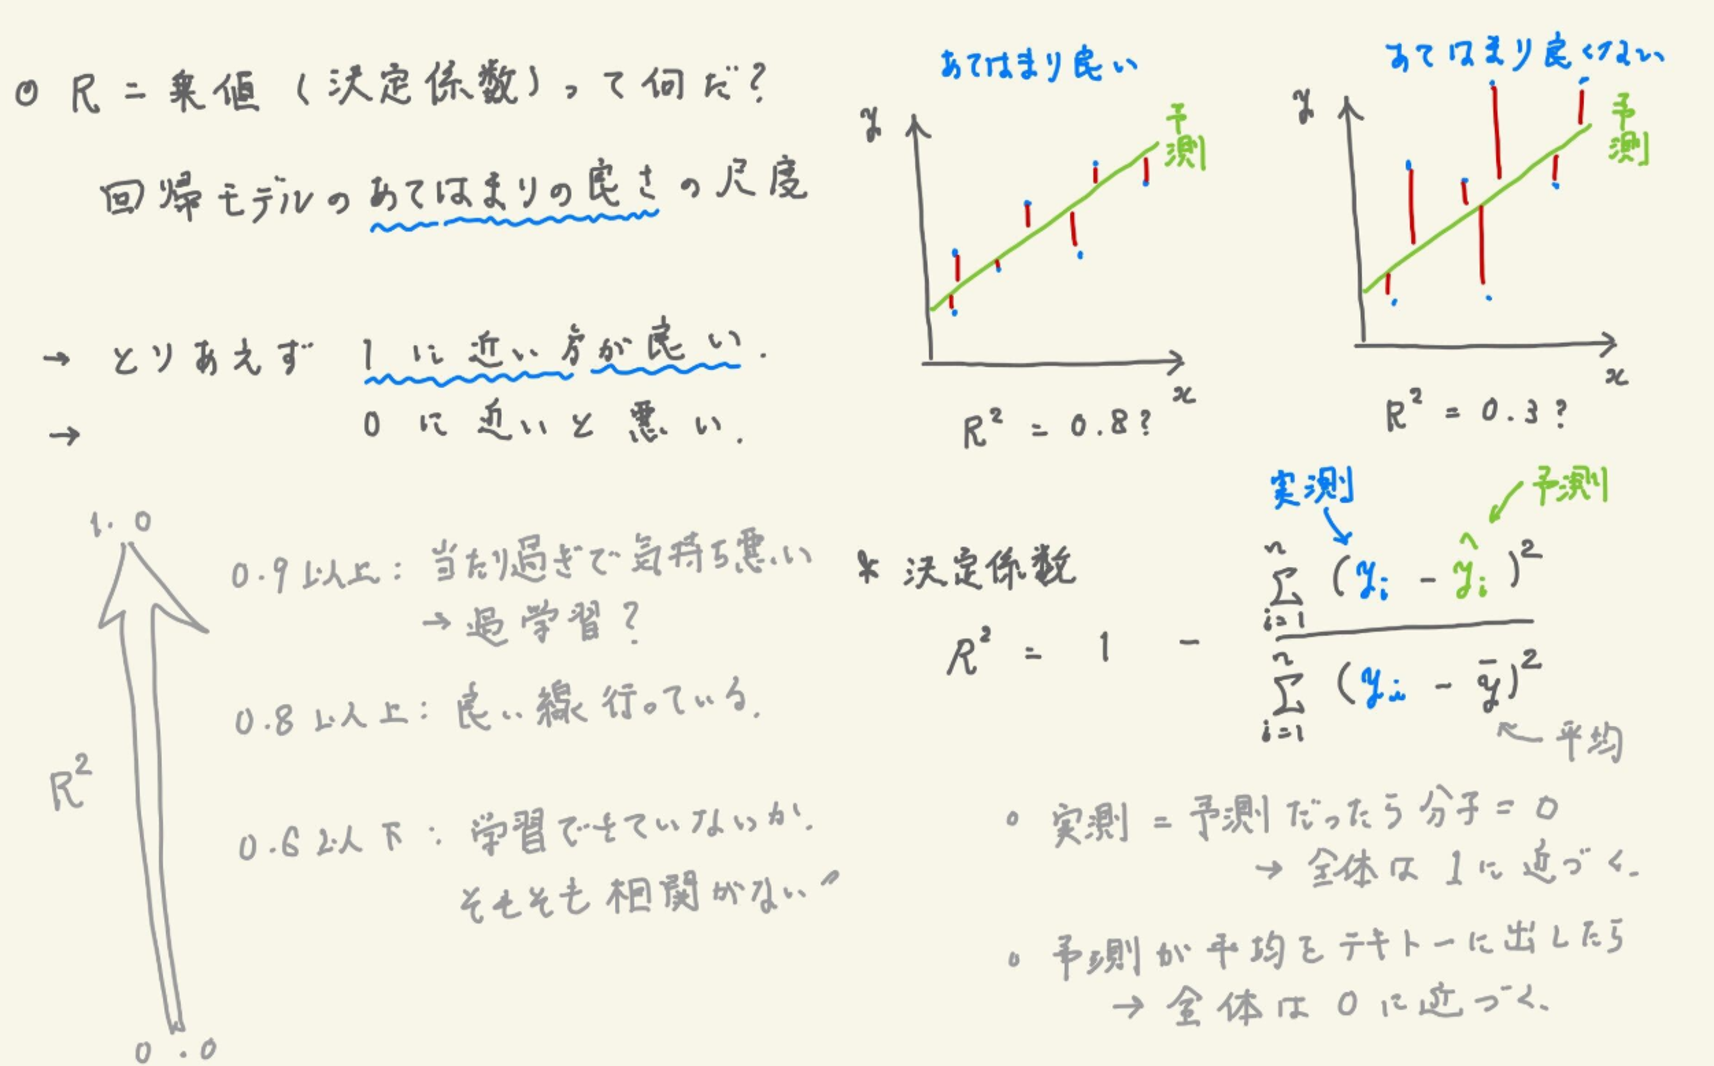 ○ R=乗値(決定係数)って何だ?
回帰モデルのあてはまりの良さの尺度
→ とりあえず 1に近い方が良い.
→ 0に近いと悪い.
1.0
0.9以上: 当たり過ぎで気持ち悪い
→過学習?
0.8以上: 良い線行っている.
R²
0.6以下: 学習できていないか.
そもそも相関がない
0.0
あてはまり良い
y
予測
x
R² = 0.8?
あてはまり良くない
y
予測
x
R² = 0.3?
* 決定係数
実測
予測
R² = 1 - \frac{\sum_{i=1}^{n} (y_i - \hat{y}_i)^2}{\sum_{i=1}^{n} (y_i - \bar{y})^2}
平均
○ 実測=予測だったら分子=0
→ 全体は1に近づく.
○ 予測が平均をテキトーに出したら
→ 全体は0に近づく.